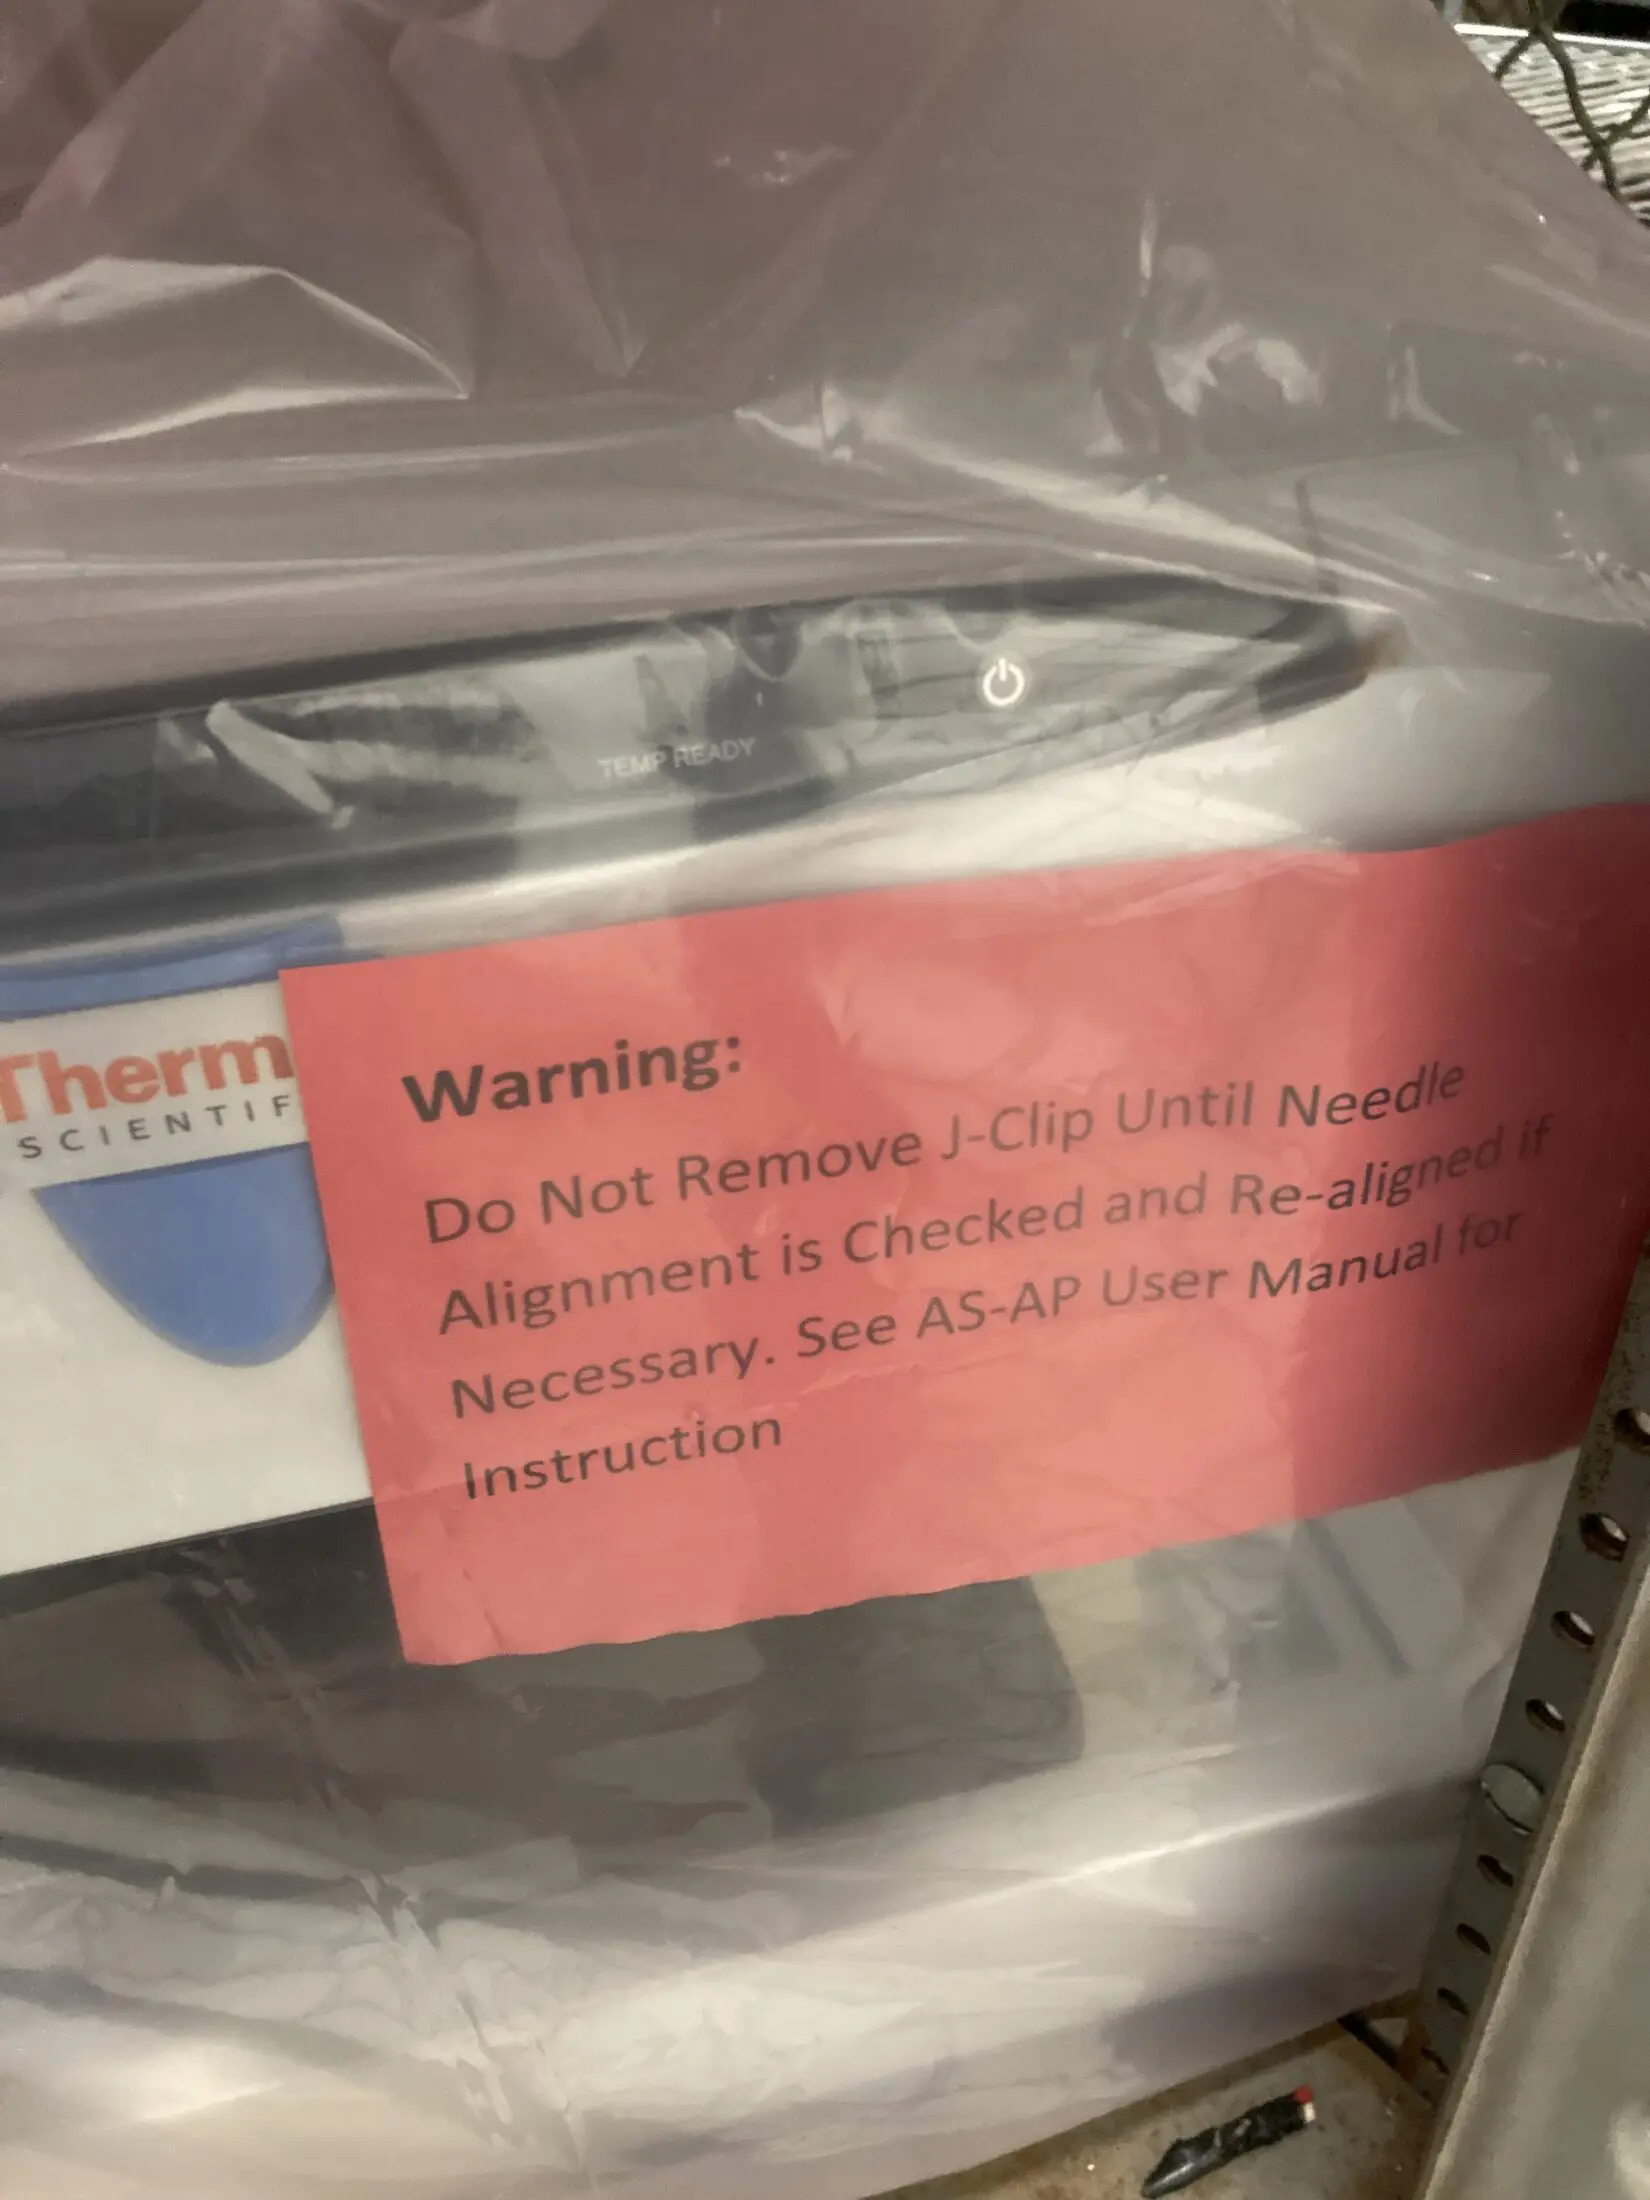 TEMP READY
Therm
SCIENTIF
Warning:
Do Not Remove J-Clip Until Needle
Alignment is Checked and Re-aligned if
Necessary. See AS-AP User Manual for
Instruction